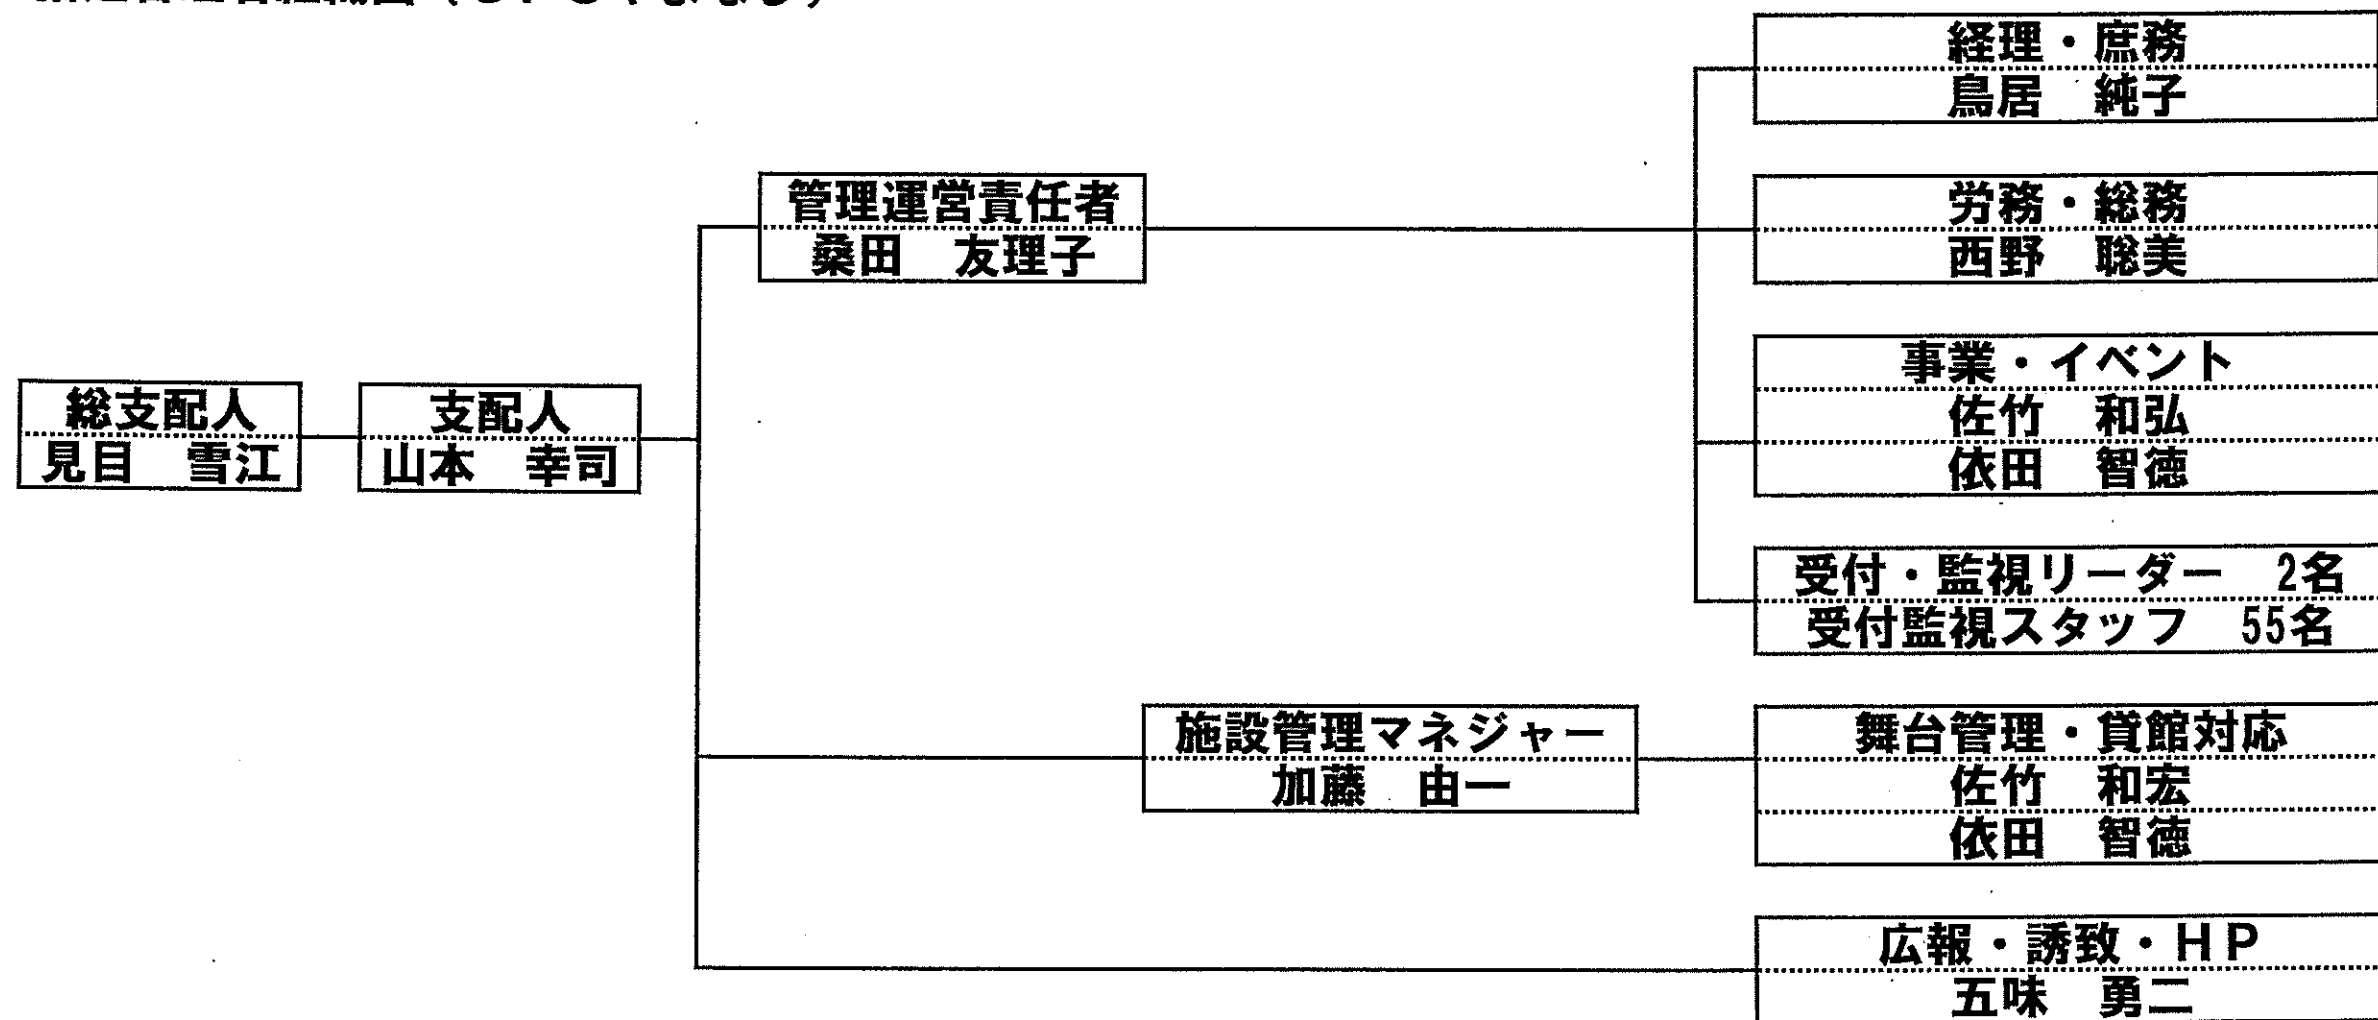 経理・庶務
鳥居　純子
管理運営責任者
桑田　友理子
労務・総務
西野　聡美
事業・イベント
佐竹　和弘
依田　智徳
総支配人
見目　雪江
支配人
山本　幸司
受付・監視リーダー　2名
受付監視スタッフ　55名
施設管理マネジャー
加藤　由一
舞台管理・貸館対応
佐竹　和宏
依田　智徳
広報・誘致・ＨＰ
五味　勇二